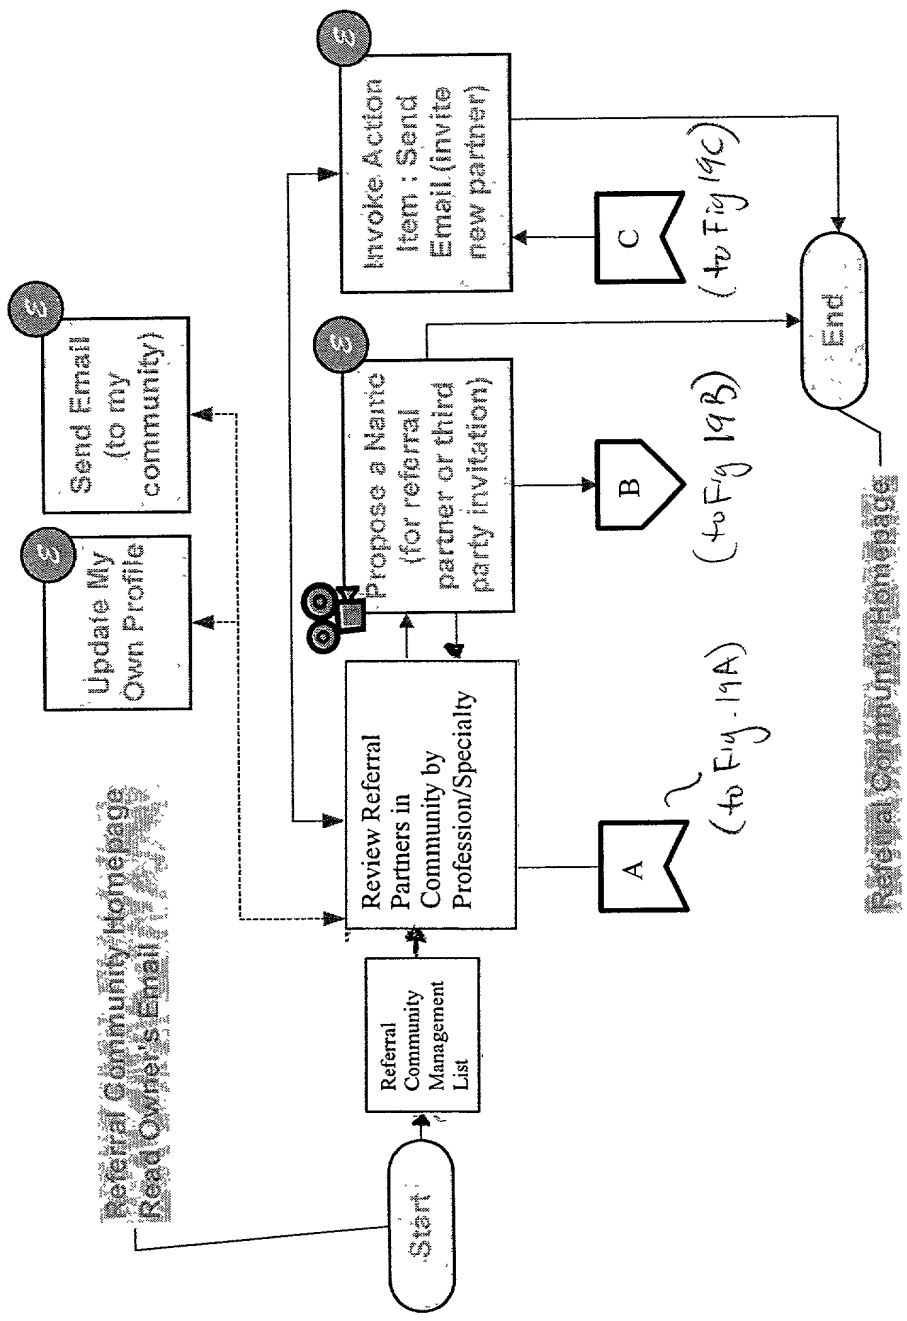 Referral Community Homepage
Read Owner's Email
Start
Referral
Community
Management
List
Review Referral
Partners in
Community by
Profession/Specialty
Update My
Own Profile
Send Email
(to my
community)
Propose a Name
(for referral
partner or third
party invitation)
Invoke Action
Item : Send
Email (invite
new partner)
A
(to Fig. 19A)
B
(to Fig 19B)
C
(to Fig 19C)
End
Referral Community Homepage